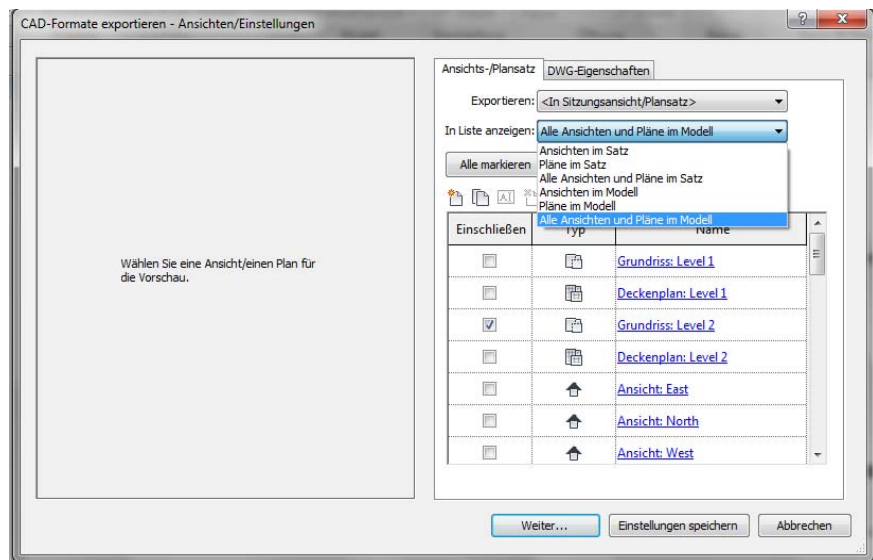 CAD-Formate exportieren - Ansichten/Einstellungen
Ansichts-/Plansatz
DWG-Eigenschaften
Exportieren: <In Sitzungsansicht/Plansatz>
In Liste anzeigen: Alle Ansichten und Pläne im Modell
Ansichten im Satz
Alle markieren
Pläne im Satz
Alle Ansichten und Pläne im Satz
Ansichten im Modell
Pläne im Modell
Alle Ansichten und Pläne im Modell
Einschließen Typ Name
Grundriss: Level 1
Deckenplan: Level 1
Grundriss: Level 2
Deckenplan: Level 2
Ansicht: East
Ansicht: North
Ansicht: West
Wählen Sie eine Ansicht/einen Plan für
die Vorschau.
Weiter... Einstellungen speichern Abbrechen